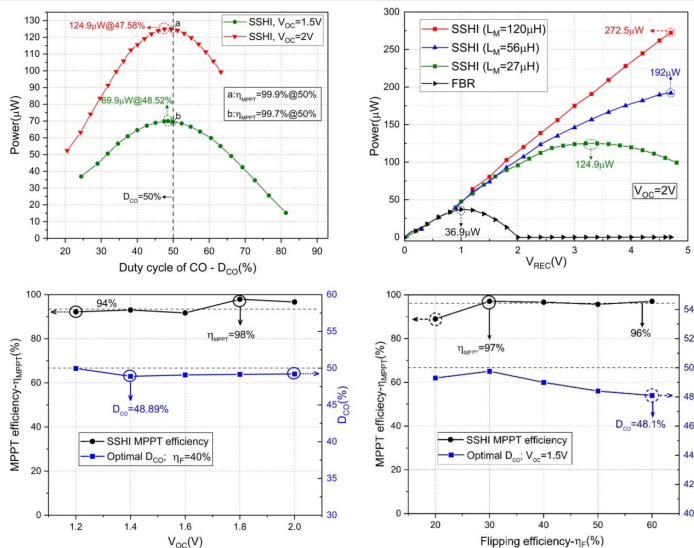 124.9μW@47.58%
a
SSHI, VOC=1.5V
SSHI, VOC=2V
69.9μW@48.52%
b
a:ηMPPT=99.9%@50%
b:ηMPPT=99.7%@50%
DCO=50%
130
120
110
100
90
80
70
60
50
40
30
20
10
0
Power(μW)
20 30 40 50 60 70 80 90
Duty cycle of CO - DCO(%)
SSHI (LM=120μH)
SSHI (LM=56μH)
SSHI (LM=27μH)
FBR
272.5μW
192μW
124.9μW
36.9μW
VOC=2V
300
250
200
150
100
50
0
Power(μW)
0 1 2 3 4 5
VREC(V)
94%
ηMPPT=98%
DCO=48.89%
SSHI MPPT efficiency
Optimal DCO; ηF=40%
100
80
60
40
20
0
MPPT efficiency-ηMPPT(%)
60
55
50
45
40
35
30
DCO(%)
1.2 1.4 1.6 1.8 2.0
VOC(V)
ηMPPT=97%
96%
DCO=48.1%
SSHI MPPT efficiency
Optimal DCO; VOC=1.5V
100
80
60
40
20
0
MPPT efficiency-ηMPPT(%)
54
52
50
48
46
44
42
40
20 30 40 50 60
Flipping efficiency-ηF(%)